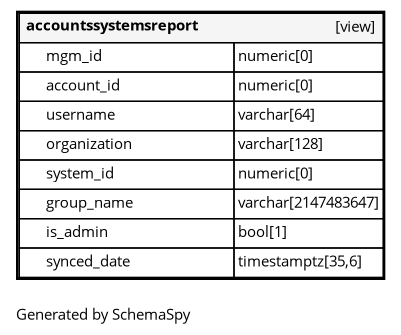 accountssystemsreport [view]
mgm_id numeric[0]
account_id numeric[0]
username varchar[64]
organization varchar[128]
system_id numeric[0]
group_name varchar[2147483647]
is_admin bool[1]
synced_date timestamptz[35,6]
Generated by SchemaSpy